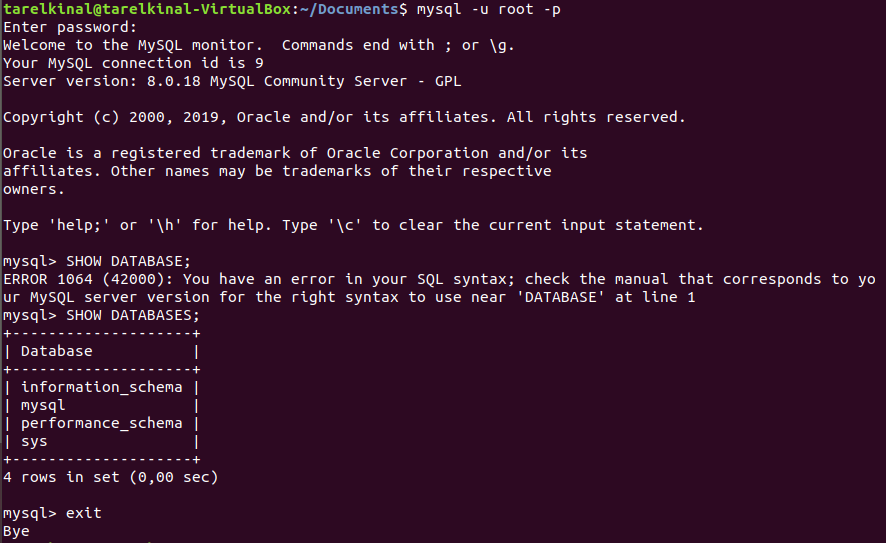 tarelkinal@tarelkinal-VirtualBox:~/Documents$ mysql -u root -p
Enter password:
Welcome to the MySQL monitor.  Commands end with ; or \g.
Your MySQL connection id is 9
Server version: 8.0.18 MySQL Community Server - GPL

Copyright (c) 2000, 2019, Oracle and/or its affiliates. All rights reserved.

Oracle is a registered trademark of Oracle Corporation and/or its
affiliates. Other names may be trademarks of their respective
owners.

Type 'help;' or '\h' for help. Type '\c' to clear the current input statement.

mysql> SHOW DATABASE;
ERROR 1064 (42000): You have an error in your SQL syntax; check the manual that corresponds to yo
ur MySQL server version for the right syntax to use near 'DATABASE' at line 1
mysql> SHOW DATABASES;
+--------------------+
| Database           |
+--------------------+
| information_schema |
| mysql              |
| performance_schema |
| sys                |
+--------------------+
4 rows in set (0,00 sec)

mysql> exit
Bye